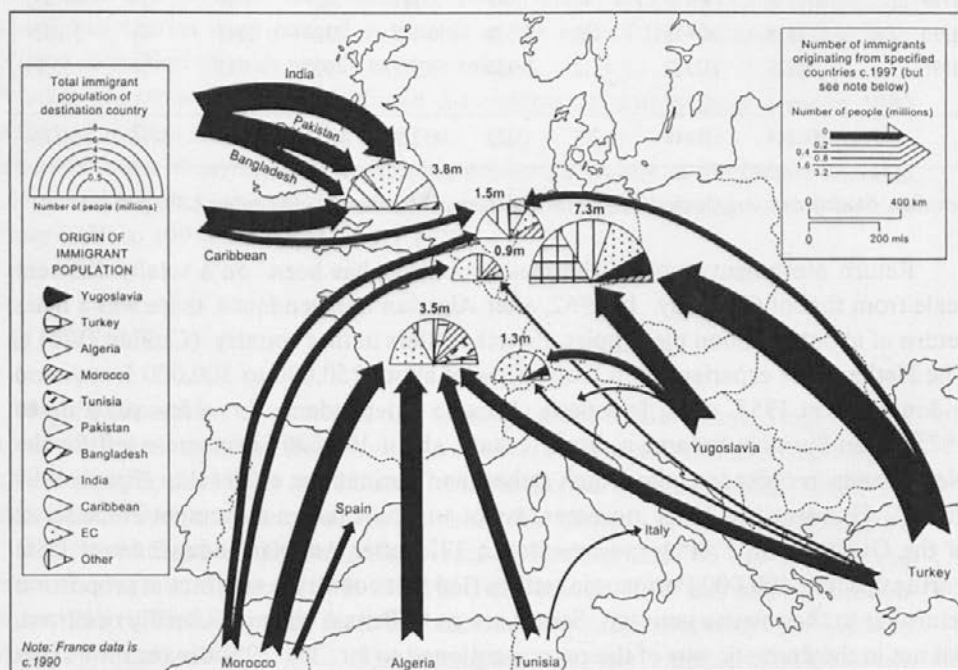 Total immigrant
population of
destination country
6
4
2
0.5
Number of people (millions)
ORIGIN OF
IMMIGRANT
POPULATION
Yugoslavia
Turkey
Algeria
Morocco
Tunisia
Pakistan
Bangladesh
India
Caribbean
EC
Other
Note: France data is
c.1990
India
Pakistan
Bangladesh
Caribbean
3.8m
1.5m
7.3m
0.9m
3.5m
1.3m
Yugoslavia
Spain
Italy
Turkey
Morocco
Algeria
(Tunisia)
Number of immigrants
originating from specified
countries c.1997 (but
see note below)
Number of people (millions)
0.2
0.4
0.8
1.6
3.2
0 400 km
0 200 mls